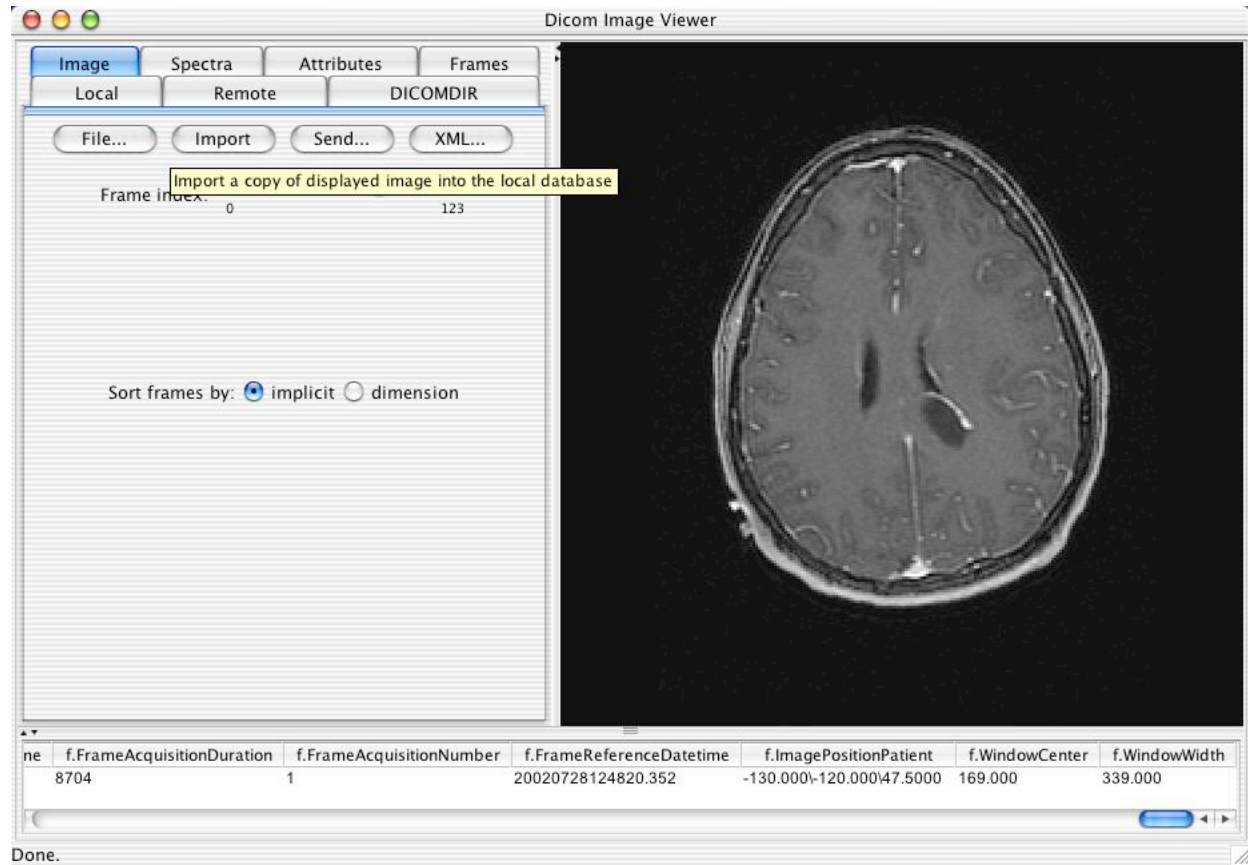 Dicom Image Viewer
Image Spectra Attributes Frames
Local Remote DICOMDIR
File... Import Send... XML...
Import a copy of displayed image into the local database
Frame index:
0 123
Sort frames by: implicit dimension
ne f.FrameAcquisitionDuration f.FrameAcquisitionNumber f.FrameReferenceDatetime f.ImagePositionPatient f.WindowCenter f.WindowWidth
8704 1 20020728124820.352 -130.000\-120.000\47.5000 169.000 339.000
Done.